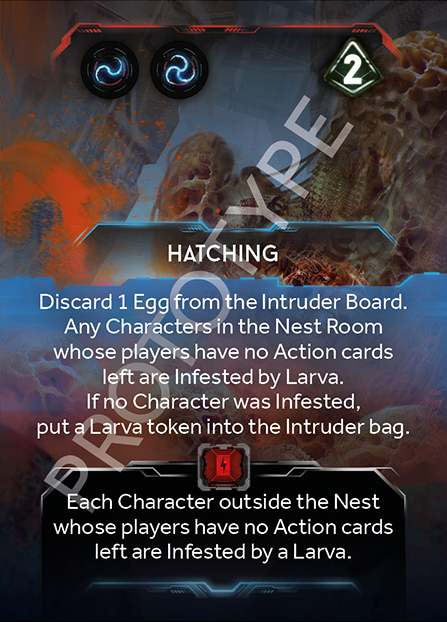 2
HATCHING
Discard 1 Egg from the Intruder Board.
Any Characters in the Nest Room
whose players have no Action cards
left are Infested by Larva.
If no Character was Infested,
put a Larva token into the Intruder bag.
Each Character outside the Nest
whose players have no Action cards
left are Infested by a Larva.
PROTOTYPE